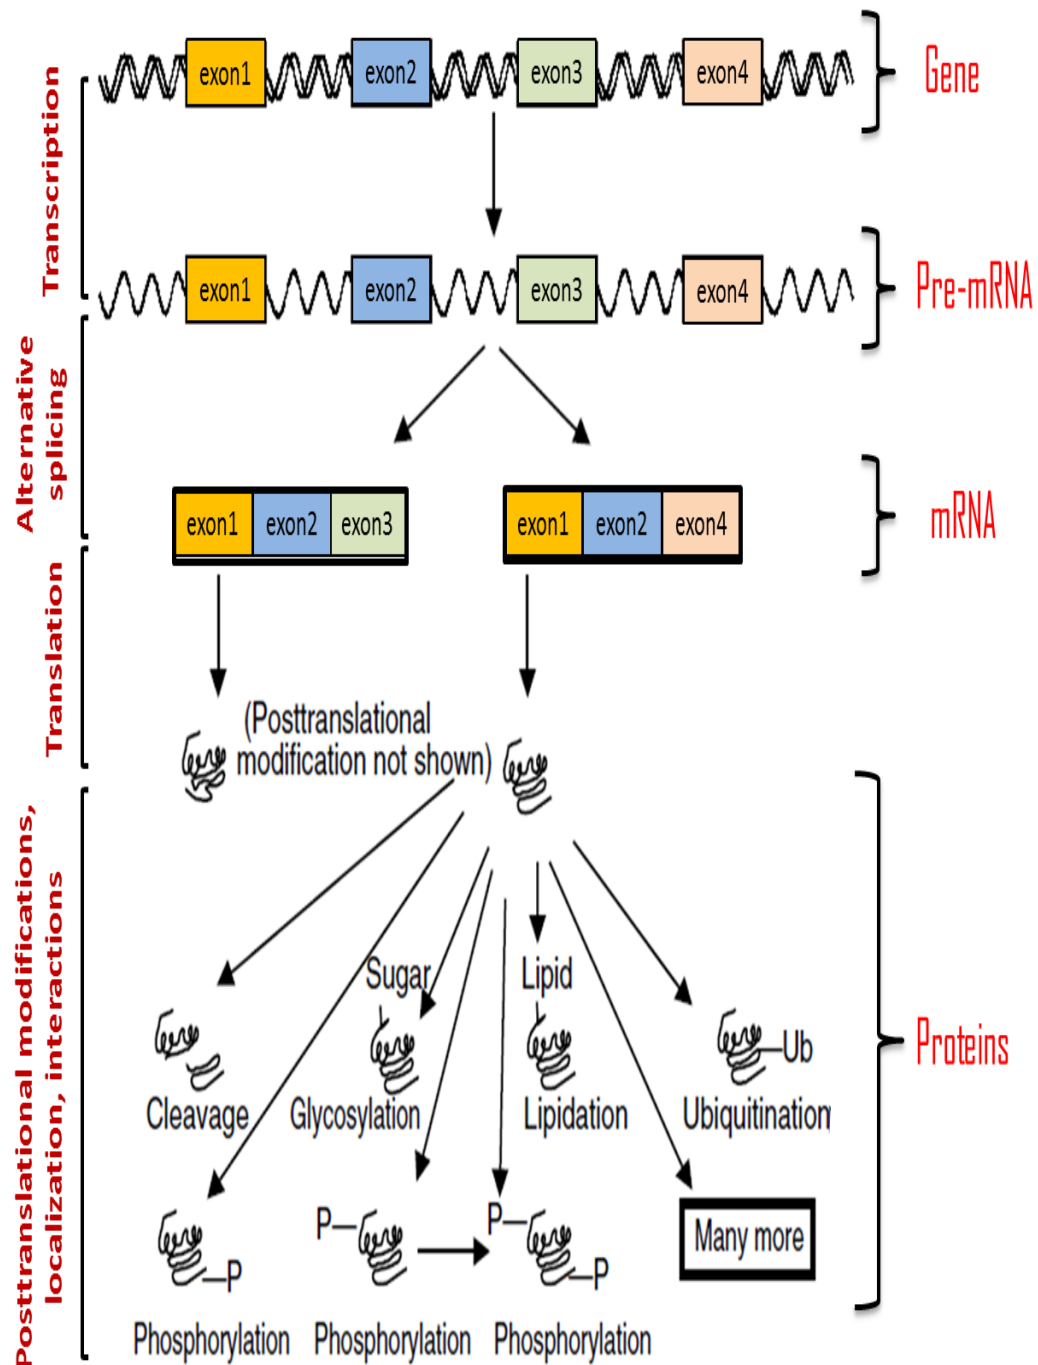 Transcription
exon1
exon2
exon3
exon4
Gene
exon1
exon2
exon3
exon4
Pre-mRNA
Alternative
splicing
exon1
exon2
exon3
exon1
exon2
exon4
mRNA
Translation
(Posttranslational
modification not shown)
Posttranslational modifications,
localization, interactions
Sugar
Lipid
Ub
Cleavage
Glycosylation
Lipidation
Ubiquitination
Proteins
P
P
P
P
Many more
Phosphorylation
Phosphorylation
Phosphorylation